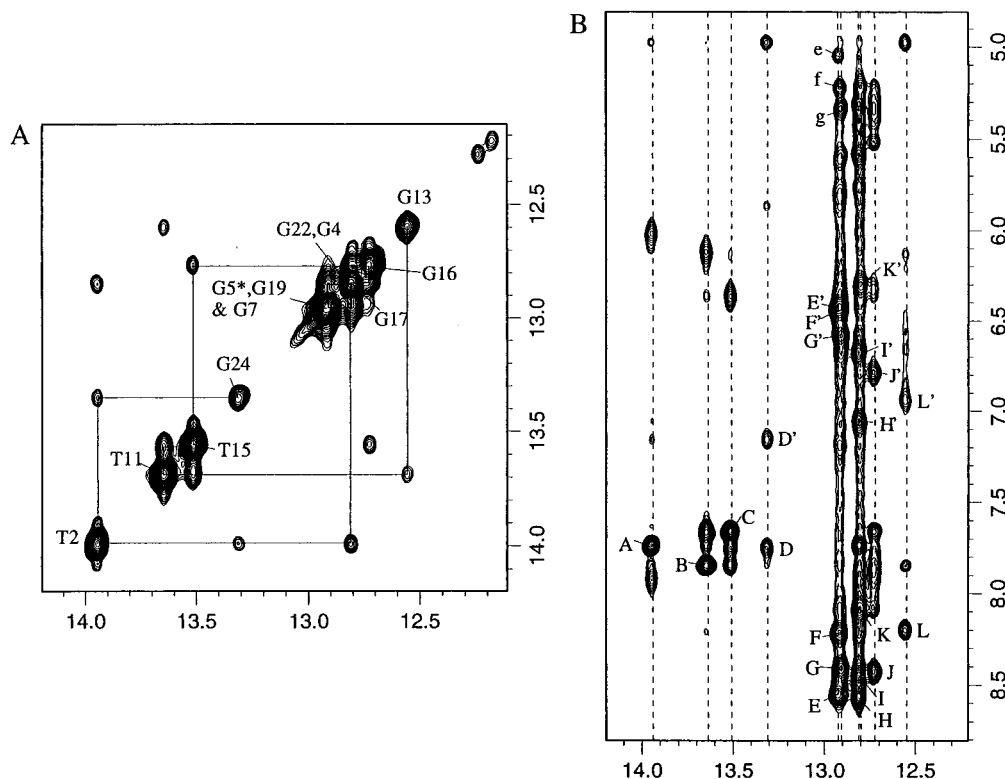 A
G13
G22,G4
G16
G5*,G19
& G7
G17
G24
T11
T15
T2
12.5
13.0
13.5
14.0
14.0
13.5
13.0
12.5
B
e
f
g
K'
E'
F'
G'
I'
J'
L'
H'
D'
A
B
C
D
F
K
L
G
J
E
I
H
5.0
5.5
6.0
6.5
7.0
7.5
8.0
8.5
14.0
13.5
13.0
12.5